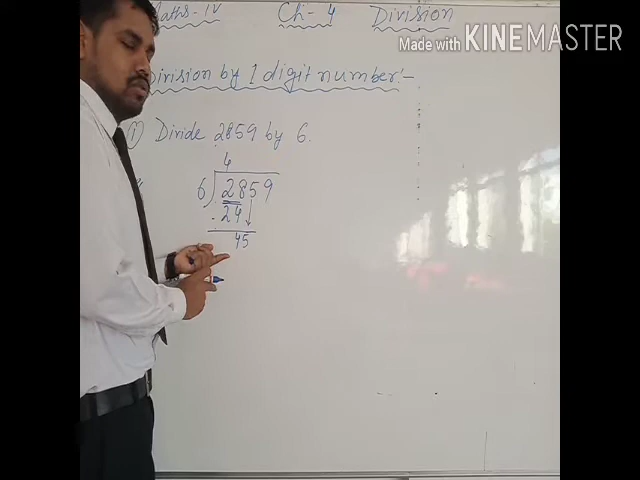 Maths-IV Ch-4 Division
Made with KINEMASTER
Division by 1 digit number:-
① Divide 2859 by 6.
4
6)2859
24↓
45